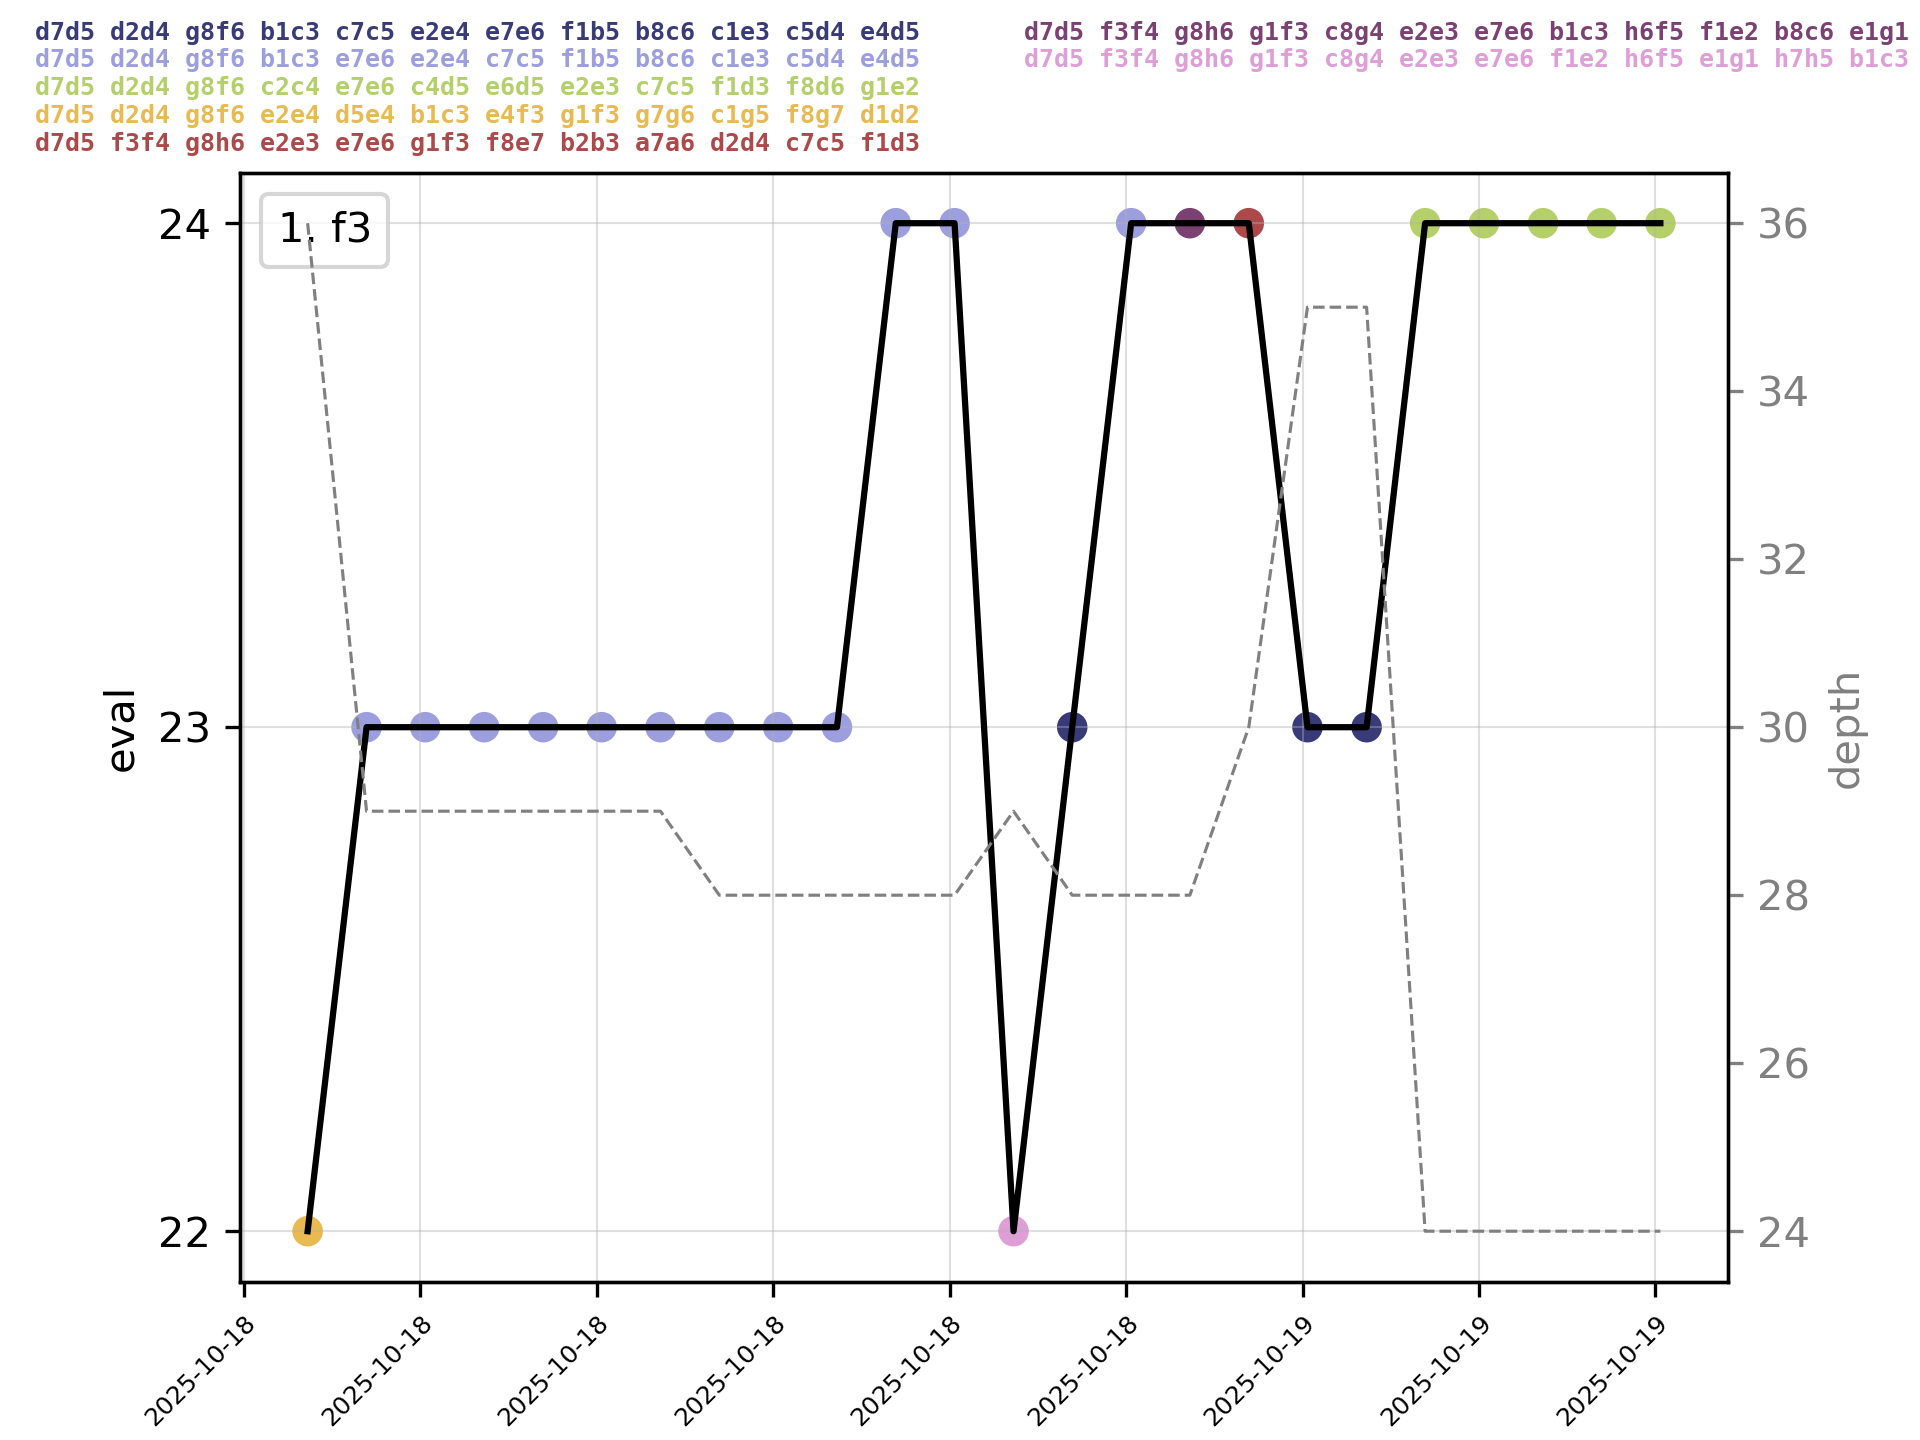 d7d5 d2d4 g8f6 b1c3 c7c5 e2e4 e7e6 f1b5 b8c6 c1e3 c5d4 e4d5
d7d5 d2d4 g8f6 b1c3 e7e6 e2e4 c7c5 f1b5 b8c6 c1e3 c5d4 e4d5
d7d5 d2d4 g8f6 c2c4 e7e6 c4d5 e6d5 e2e3 c7c5 f1d3 f8d6 g1e2
d7d5 d2d4 g8f6 e2e4 d5e4 b1c3 e4f3 g1f3 g7g6 c1g5 f8g7 d1d2
d7d5 f3f4 g8h6 e2e3 e7e6 g1f3 f8e7 b2b3 a7a6 d2d4 c7c5 f1d3
d7d5 f3f4 g8h6 g1f3 c8g4 e2e3 e7e6 b1c3 h6f5 f1e2 b8c6 e1g1
d7d5 f3f4 g8h6 g1f3 c8g4 e2e3 e7e6 f1e2 h6f5 e1g1 h7h5 b1c3
1. f3
24
23
22
eval
36
34
32
30
28
26
24
depth
2025-10-18
2025-10-18
2025-10-18
2025-10-18
2025-10-18
2025-10-18
2025-10-19
2025-10-19
2025-10-19